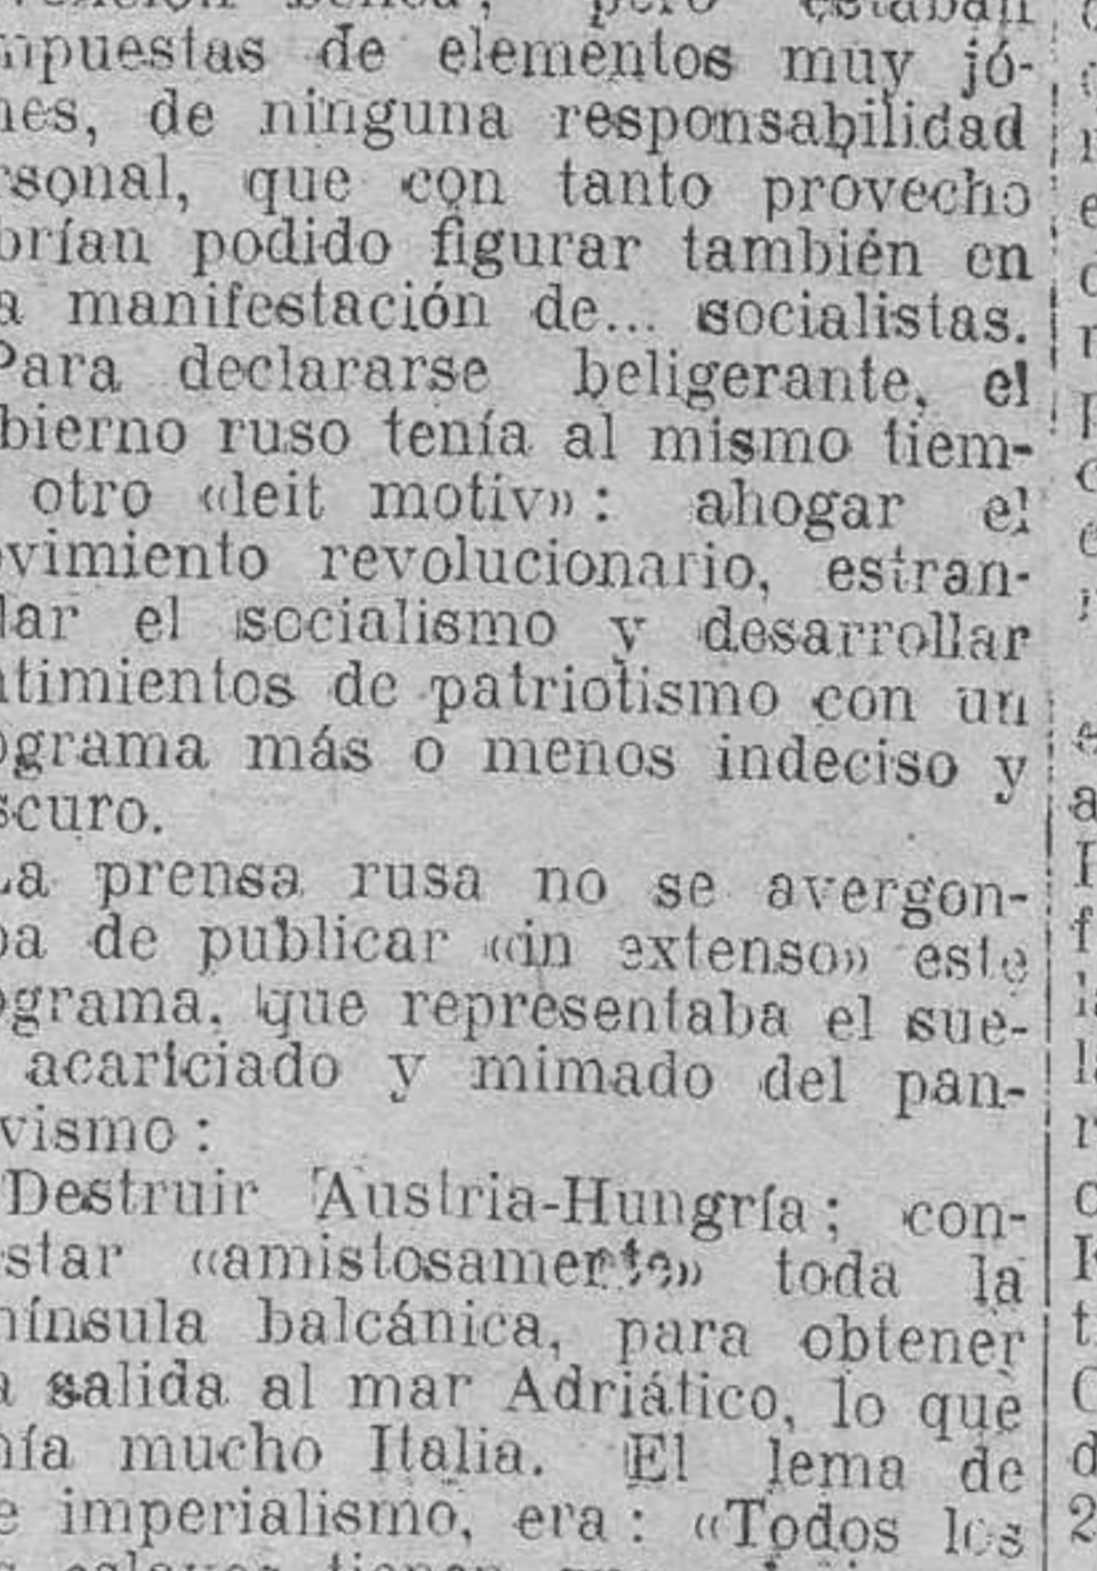 mpuestas de elementos muy jó-
nes, de ninguna responsabilidad
rsonal, que con tanto provecho
brían podido figurar también en
a manifestación de... socialistas.
Para declararse beligerante, el
bierno ruso tenía al mismo tiem-
otro «leit motiv»: ahogar el
ovimiento revolucionario, estran-
lar el socialismo y desarrollar
ntimientos de patriotismo con un
ograma más o menos indeciso y
scuro.
La prensa rusa no se avergon-
ba de publicar «in extenso» este
ograma, que representaba el sue-
acariciado y mimado del pan-
vismo:
Destruir Austria-Hungría; con-
star «amistosamente» toda la
nínsula balcánica, para obtener
a salida al mar Adriático, lo que
nía mucho Italia. El lema de
e imperialismo, era: «Todos los